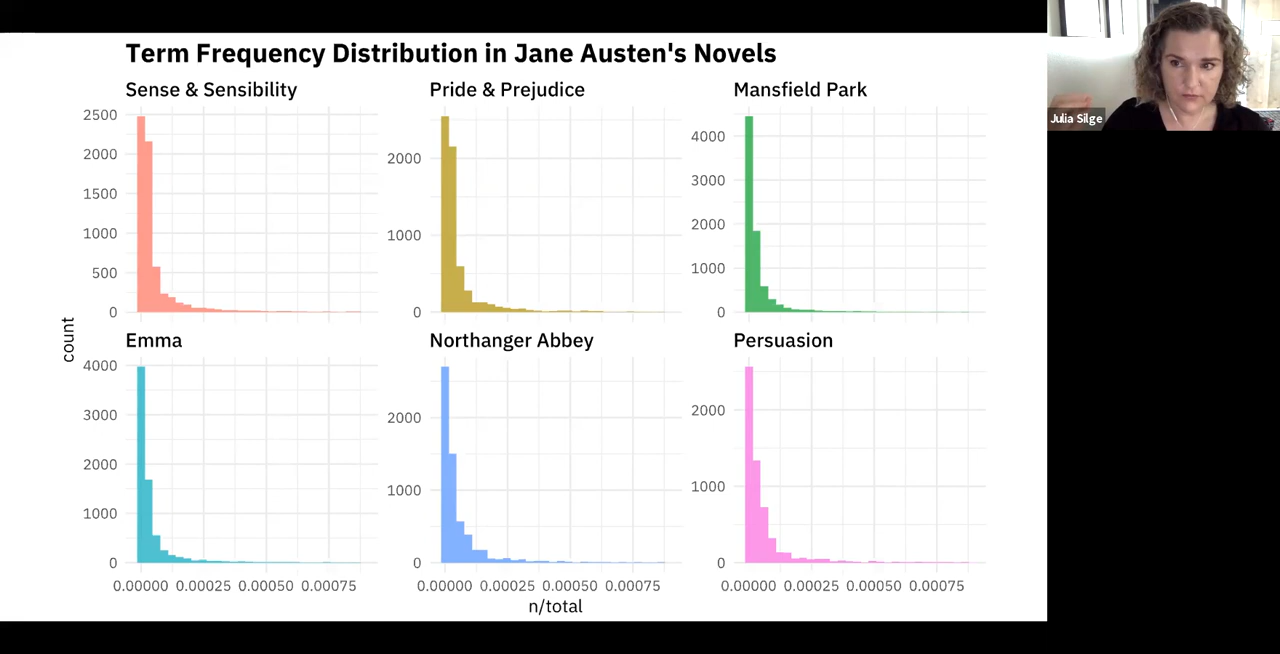 Term Frequency Distribution in Jane Austen's Novels
Sense & Sensibility
Pride & Prejudice
Mansfield Park
2500
2000
1500
1000
500
0
2000
1000
0
4000
3000
2000
1000
0
count
Emma
Northanger Abbey
Persuasion
4000
3000
2000
1000
0
2000
1000
0
2000
1000
0
0.00000 0.00025 0.00050 0.00075
0.00000 0.00025 0.00050 0.00075
0.00000 0.00025 0.00050 0.00075
n/total
Julia Silge